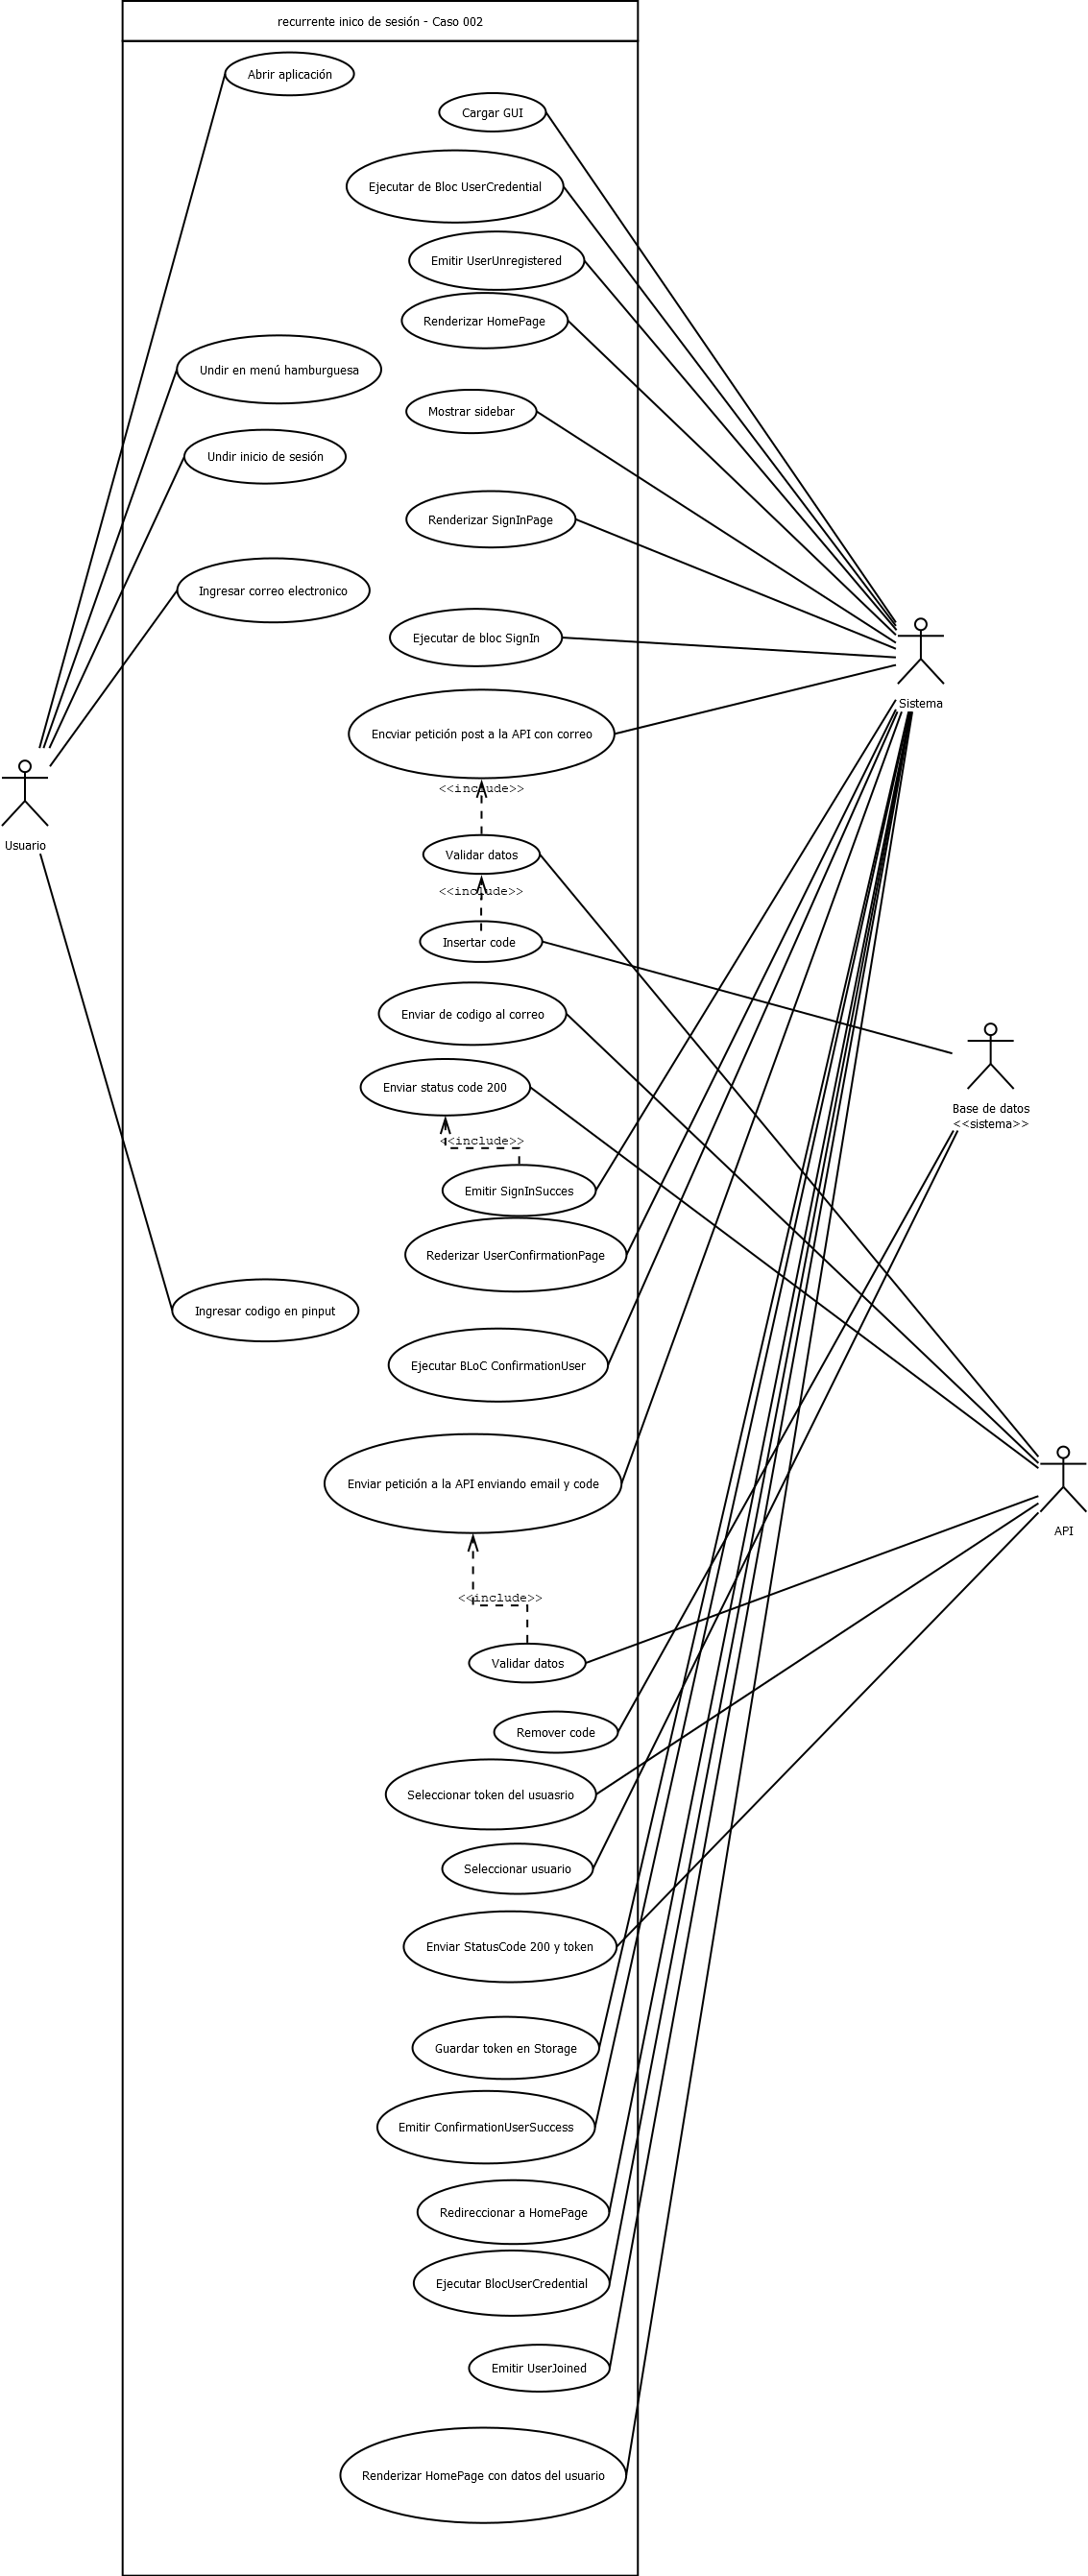 recurrente inico de sesión - Caso 002
Abrir aplicación
Cargar GUI
Ejecutar de Bloc UserCredential
Emitir UserUnregistered
Renderizar HomePage
Undir en menú hamburguesa
Mostrar sidebar
Undir inicio de sesión
Renderizar SignInPage
Ingresar correo electronico
Ejecutar de bloc SignIn
Sistema
Encviar petición post a la API con correo
<<include>>
Usuario
Validar datos
<<include>>
Insertar code
Enviar de codigo al correo
Enviar status code 200
Base de datos
<<sistema>>
<<include>>
Emitir SignInSucces
Rederizar UserConfirmationPage
Ingresar codigo en pinput
Ejecutar BLoC ConfirmationUser
Enviar petición a la API enviando email y code
API
<<include>>
Validar datos
Remover code
Seleccionar token del usuasrio
Seleccionar usuario
Enviar StatusCode 200 y token
Guardar token en Storage
Emitir ConfirmationUserSuccess
Redireccionar a HomePage
Ejecutar BlocUserCredential
Emitir UserJoined
Renderizar HomePage con datos del usuario